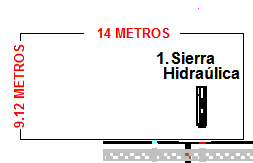 14 METROS
9.12 METROS
1. Sierra
Hidraúlica